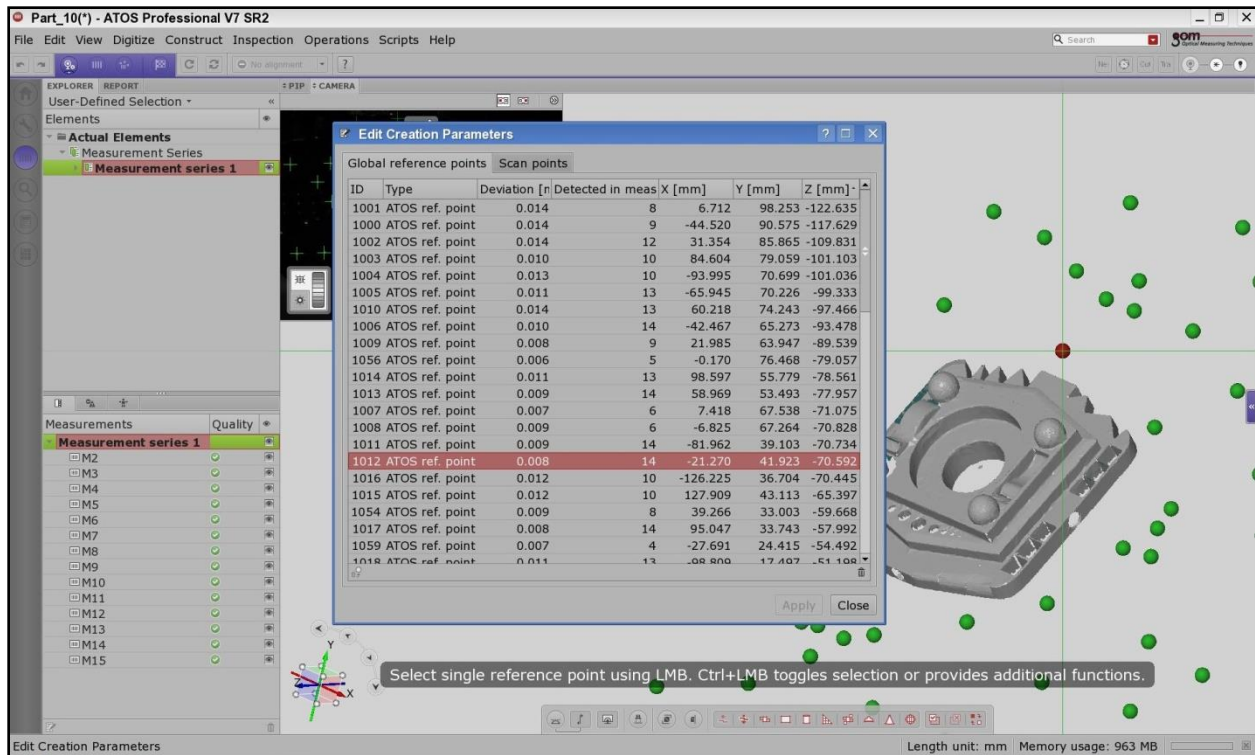 Part_10(*) - ATOS Professional V7 SR2
File Edit View Digitize Construct Inspection Operations Scripts Help
Search
gom
Optical Measuring Techniques
No alignment
?
EXPLORER REPORT
PIP CAMERA
User-Defined Selection
Elements
Actual Elements
Measurement Series
Measurement series 1
Edit Creation Parameters
Global reference points Scan points
ID Type Deviation [r Detected in meas X [mm] Y [mm] Z [mm]
1001 ATOS ref. point 0.014 8 6.712 98.253 -122.635
1000 ATOS ref. point 0.014 9 -44.520 90.575 -117.629
1002 ATOS ref. point 0.014 12 31.354 85.865 -109.831
1003 ATOS ref. point 0.010 10 84.604 79.059 -101.103
1004 ATOS ref. point 0.013 10 -93.995 70.699 -101.036
1005 ATOS ref. point 0.011 13 -65.945 70.226 -99.333
1010 ATOS ref. point 0.014 13 60.218 74.243 -97.466
1006 ATOS ref. point 0.010 14 -42.467 65.273 -93.478
1009 ATOS ref. point 0.008 9 21.985 63.947 -89.539
1056 ATOS ref. point 0.006 5 -0.170 76.468 -79.057
1014 ATOS ref. point 0.011 13 98.597 55.779 -78.561
1013 ATOS ref. point 0.009 14 58.969 53.493 -77.957
1007 ATOS ref. point 0.007 6 7.418 67.538 -71.075
1008 ATOS ref. point 0.009 6 -6.825 67.264 -70.828
1011 ATOS ref. point 0.009 14 -81.962 39.103 -70.734
1012 ATOS ref. point 0.008 14 -21.270 41.923 -70.592
1016 ATOS ref. point 0.012 10 -126.225 36.704 -70.445
1015 ATOS ref. point 0.012 10 127.909 43.113 -65.397
1054 ATOS ref. point 0.009 8 39.266 33.003 -59.668
1017 ATOS ref. point 0.008 14 95.047 33.743 -57.992
1059 ATOS ref. point 0.007 4 -27.691 24.415 -54.492
1018 ATOS ref. point 0.011 13 -98.809 17.497 -51.198
Apply Close
Measurements Quality
Measurement series 1
M2
M3
M4
M5
M6
M7
M8
M9
M10
M11
M12
M13
M14
M15
Y
Z
X
Select single reference point using LMB. Ctrl+LMB toggles selection or provides additional functions.
Edit Creation Parameters
Length unit: mm Memory usage: 963 MB